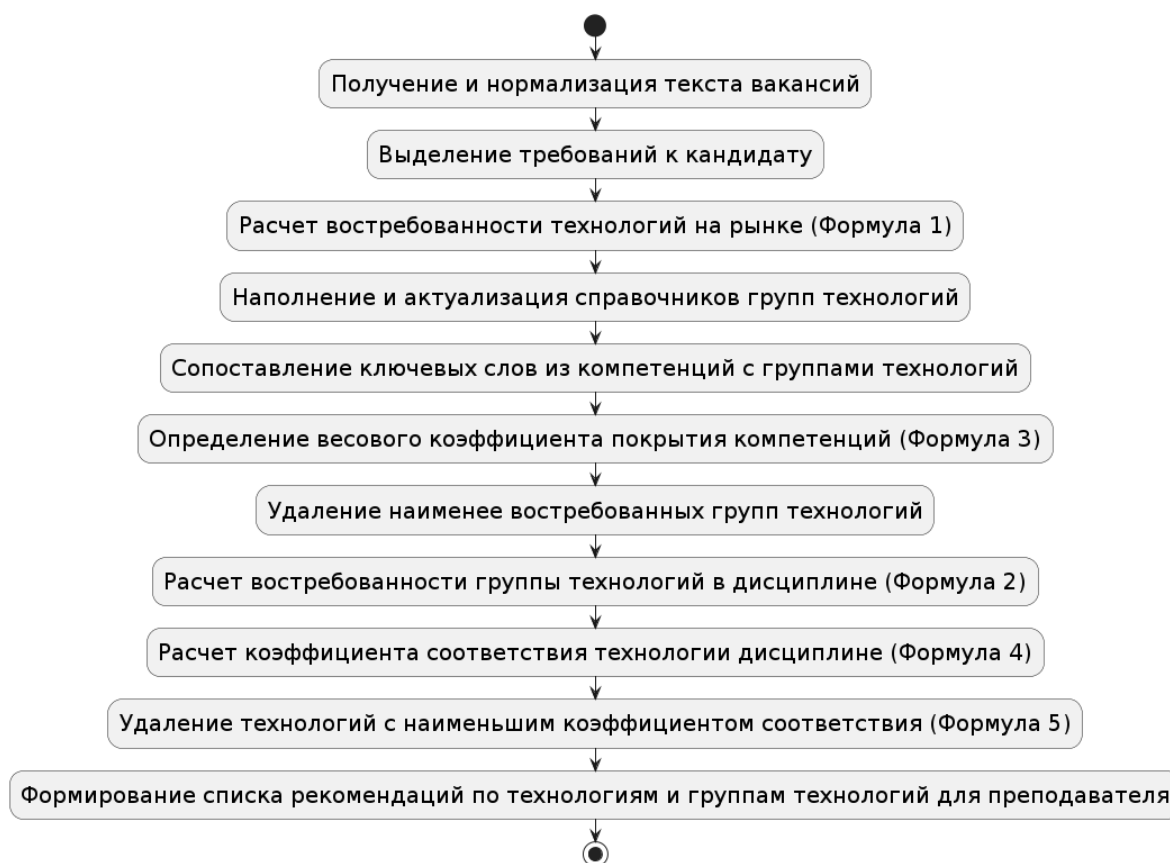 Получение и нормализация текста вакансий
Выделение требований к кандидату
Расчет востребованности технологий на рынке (Формула 1)
Наполнение и актуализация справочников групп технологий
Сопоставление ключевых слов из компетенций с группами технологий
Определение весового коэффициента покрытия компетенций (Формула 3)
Удаление наименее востребованных групп технологий
Расчет востребованности группы технологий в дисциплине (Формула 2)
Расчет коэффициента соответствия технологии дисциплине (Формула 4)
Удаление технологий с наименьшим коэффициентом соответствия (Формула 5)
Формирование списка рекомендаций по технологиям и группам технологий для преподавателя